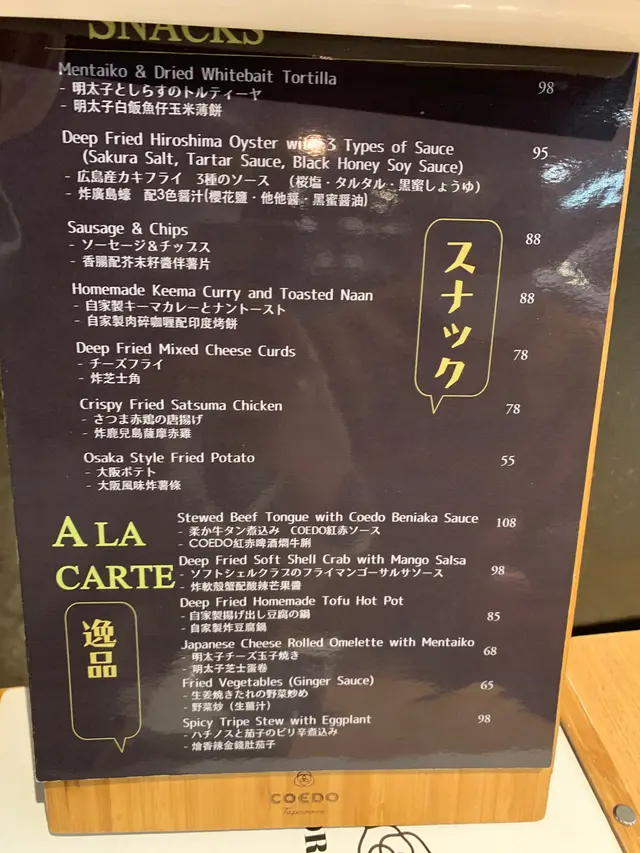 SNACKS
Mentaiko & Dried Whitebait Tortilla 98
- 明太子としらすのトルティーヤ
- 明太子白飯魚仔玉米薄餅
Deep Fried Hiroshima Oyster with 3 Types of Sauce 95
(Sakura Salt, Tartar Sauce, Black Honey Soy Sauce)
- 広島産カキフライ 3種のソース (桜塩・タルタル・黒蜜しょうゆ)
- 炸廣島蠔 配3色醤汁(櫻花鹽・他他醬・黑蜜醤油)
Sausage & Chips 88
- ソーセージ&チップス
- 香腸配芥末籽醬伴薯片
Homemade Keema Curry and Toasted Naan 88
- 自家製キーマカレーとナントースト
- 自家製肉碎咖喱配印度烤餅
Deep Fried Mixed Cheese Curds 78
- チーズフライ
- 炸芝士角
Crispy Fried Satsuma Chicken 78
- さつま赤鶏の唐揚げ
- 炸鹿兒島薩摩赤雞
Osaka Style Fried Potato 55
- 大阪ポテト
- 大阪風味炸薯條
スナック
A LA
CARTE
逸品
Stewed Beef Tongue with Coedo Beniaka Sauce 108
- 柔か牛タン煮込み COEDO紅赤ソース
- COEDO紅赤啤酒燜牛脷
Deep Fried Soft Shell Crab with Mango Salsa 98
- ソフトシェルクラブのフライマンゴーサルサソース
- 炸軟殼蟹配酸辣芒果醬
Deep Fried Homemade Tofu Hot Pot 85
- 自家製揚げ出し豆腐の鍋
- 自家製炸豆腐鍋
Japanese Cheese Rolled Omelette with Mentaiko 68
- 明太子チーズ玉子焼き
- 明太子芝士蛋卷
Fried Vegetables (Ginger Sauce) 65
- 生姜焼きたれの野菜炒め
- 野菜炒 (生薑汁)
Spicy Tripe Stew with Eggplant 98
- ハチノスと茄子のピリ辛煮込み
- 燴香辣金錢肚茄子
COEDO
Taproom